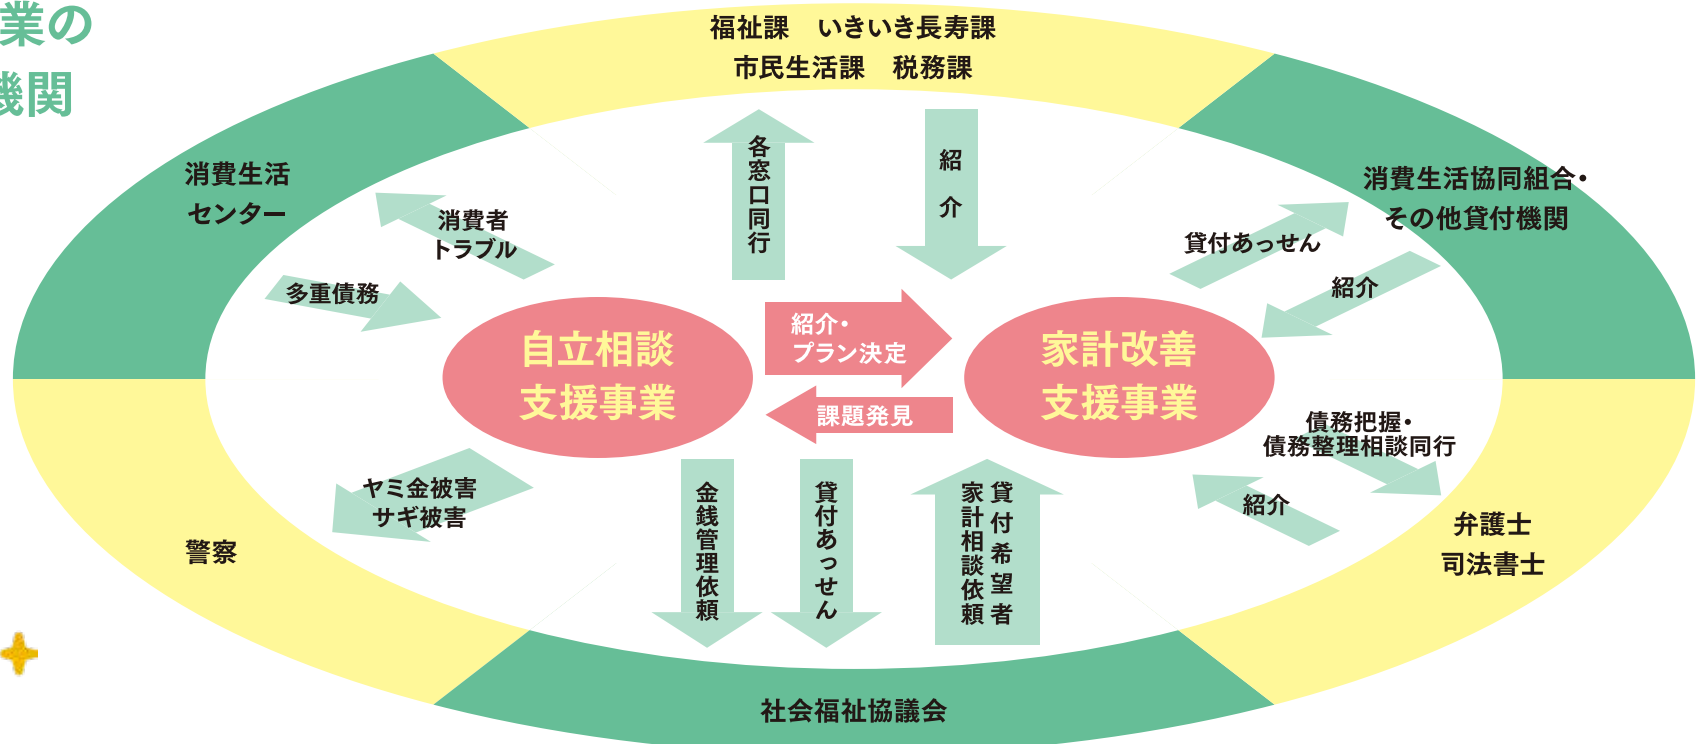 業の
機関
福祉課　いきいき長寿課
市民生活課　税務課
消費生活
センター
消費生活協同組合・
その他貸付機関
各窓口同行
紹　介
消費者
トラブル
多重債務
貸付あっせん
紹介
自立相談
支援事業
紹介・
プラン決定
課題発見
家計改善
支援事業
債務把握・
債務整理相談同行
紹介
ヤミ金被害
サギ被害
金銭管理依頼
貸付あっせん
貸付希望者
家計相談依頼
警察
弁護士
司法書士
社会福祉協議会